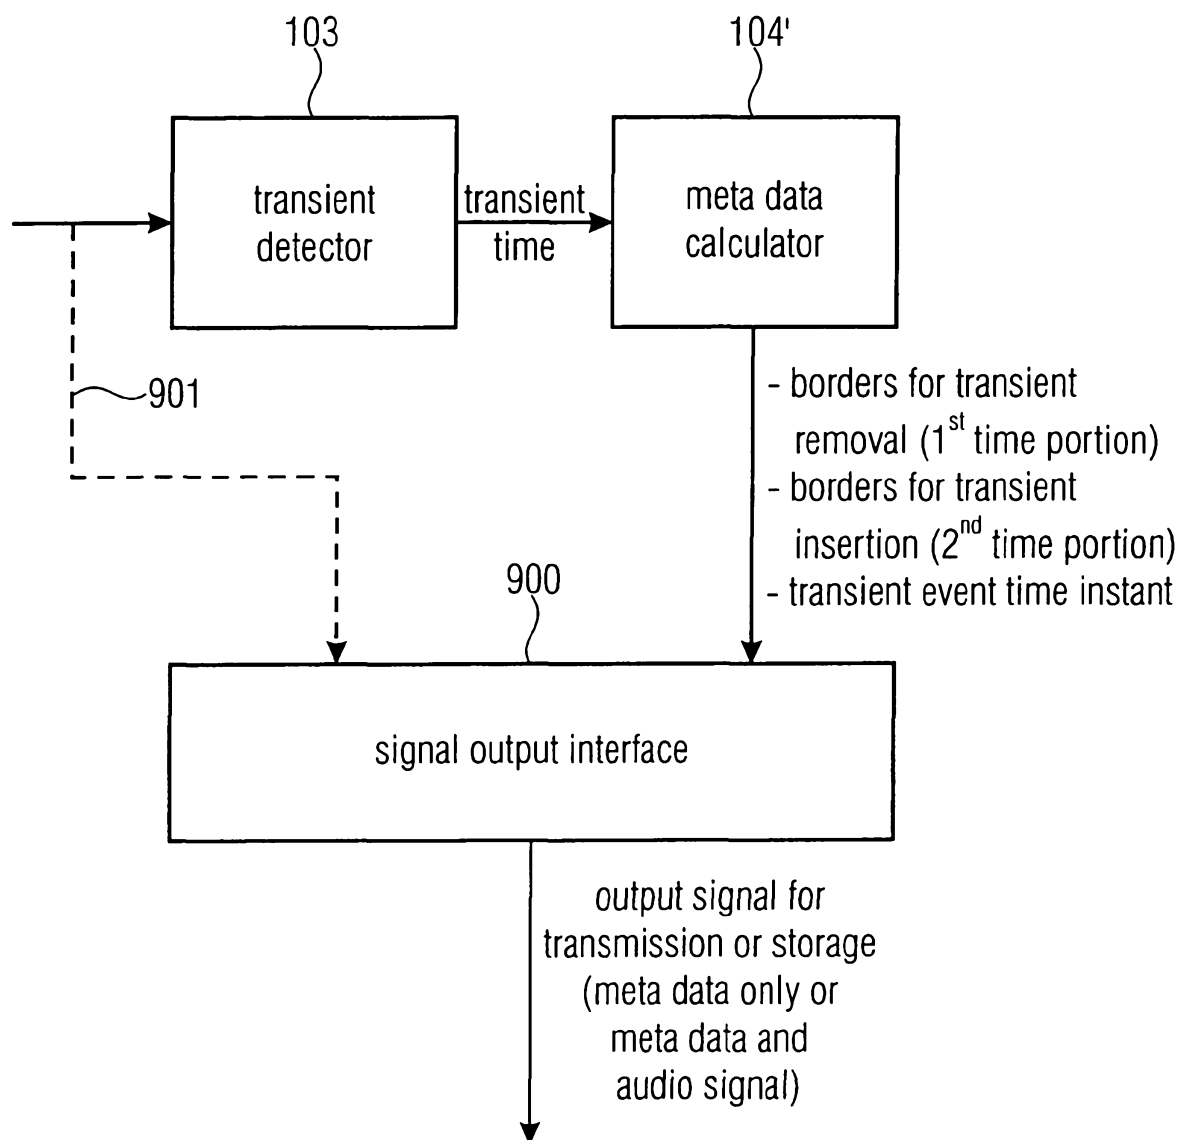 103
104'
transient
detector
transient
time
meta data
calculator
901
- borders for transient
removal (1st time portion)
- borders for transient
insertion (2nd time portion)
- transient event time instant
900
signal output interface
output signal for
transmission or storage
(meta data only or
meta data and
audio signal)